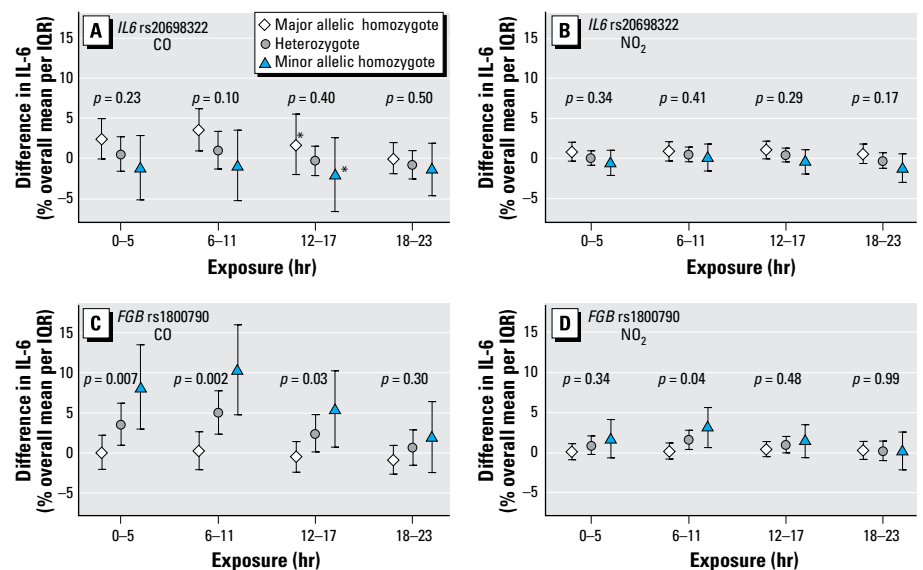 A
IL6 rs20698322
CO
Major allelic homozygote
Heterozygote
Minor allelic homozygote
Difference in IL-6
(% overall mean per IQR)
15
10
5
0
–5
p = 0.23
p = 0.10
p = 0.40
p = 0.50
*
*
0–5
6–11
12–17
18–23
Exposure (hr)
B
IL6 rs20698322
NO2
Difference in IL-6
(% overall mean per IQR)
15
10
5
0
–5
p = 0.34
p = 0.41
p = 0.29
p = 0.17
0–5
6–11
12–17
18–23
Exposure (hr)
C
FGB rs1800790
CO
Difference in IL-6
(% overall mean per IQR)
15
10
5
0
–5
p = 0.007
p = 0.002
p = 0.03
p = 0.30
0–5
6–11
12–17
18–23
Exposure (hr)
D
FGB rs1800790
NO2
Difference in IL-6
(% overall mean per IQR)
15
10
5
0
–5
p = 0.34
p = 0.04
p = 0.48
p = 0.99
0–5
6–11
12–17
18–23
Exposure (hr)